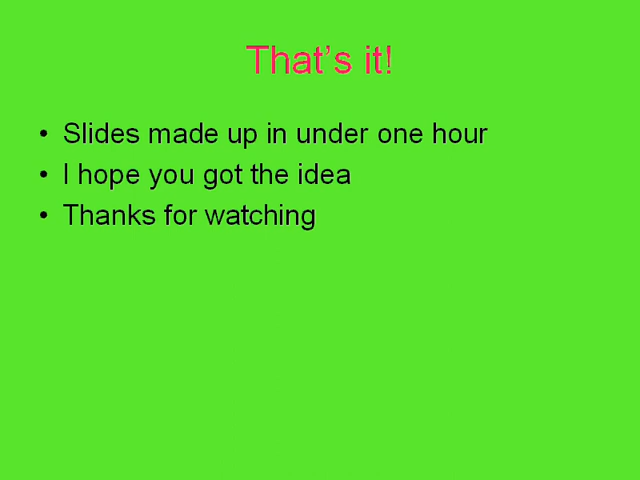 That’s it!
• Slides made up in under one hour
• I hope you got the idea
• Thanks for watching